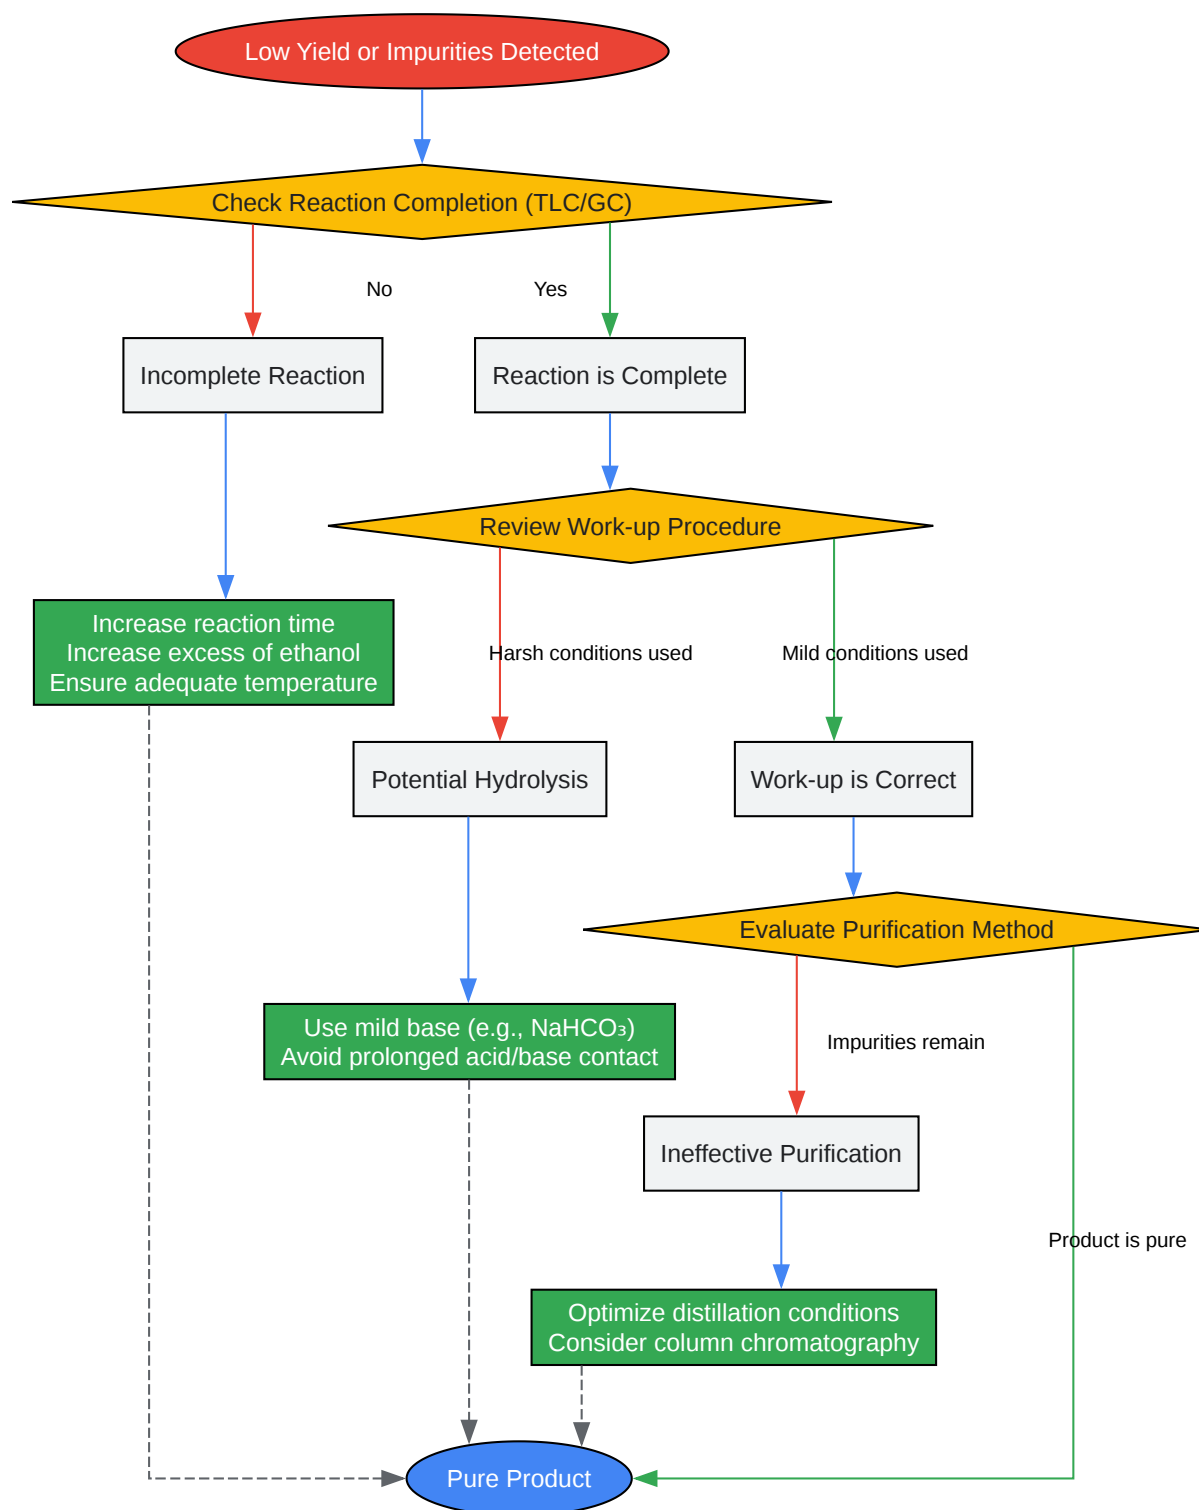 Low Yield or Impurities Detected
Check Reaction Completion (TLC/GC)
No
Yes
Incomplete Reaction
Reaction is Complete
Review Work-up Procedure
Increase reaction time
Increase excess of ethanol
Ensure adequate temperature
Harsh conditions used
Mild conditions used
Potential Hydrolysis
Work-up is Correct
Evaluate Purification Method
Use mild base (e.g., NaHCO₃)
Avoid prolonged acid/base contact
Impurities remain
Ineffective Purification
Product is pure
Optimize distillation conditions
Consider column chromatography
Pure Product